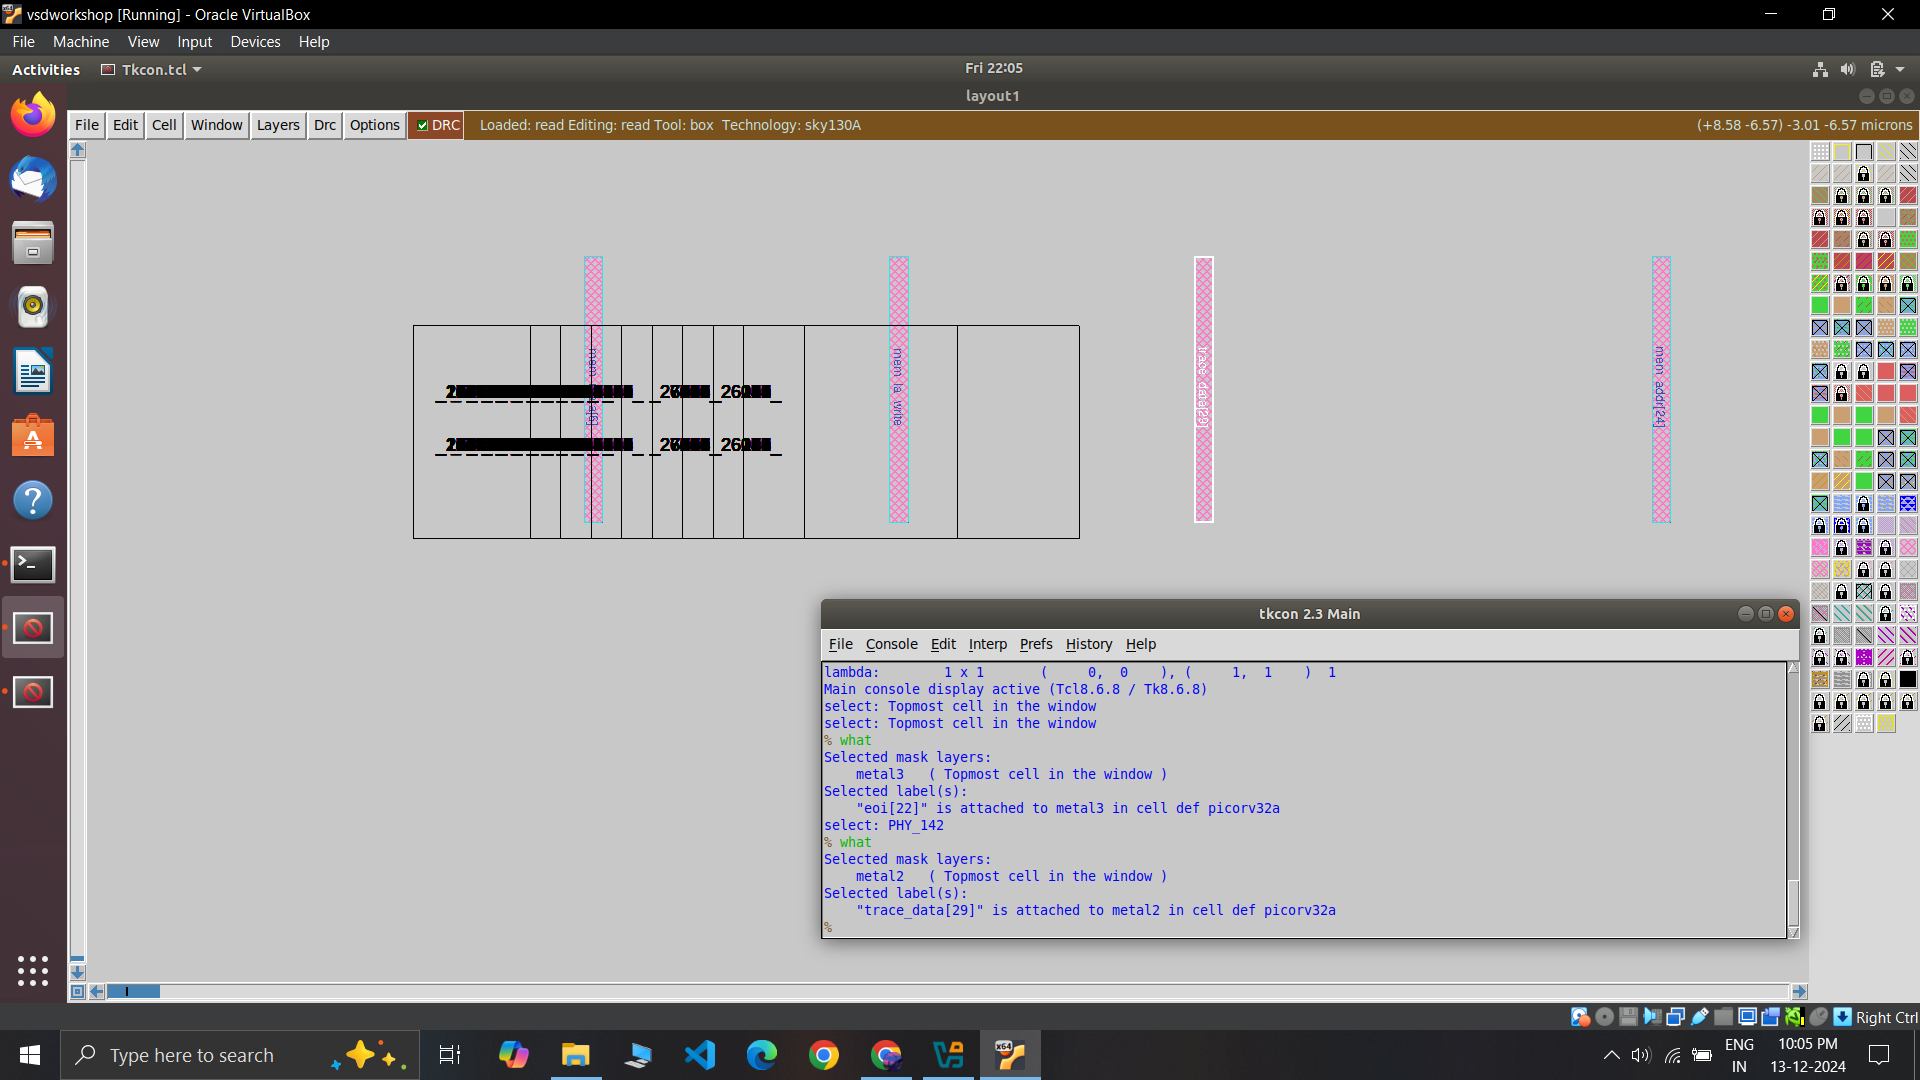 vsdworkshop [Running] - Oracle VirtualBox
File Machine View Input Devices Help
Activities Tkcon.tcl Fri 22:05
layout1
File Edit Cell Window Layers Drc Options DRC Loaded: read Editing: read Tool: box Technology: sky130A (+8.58 -6.57) -3.01 -6.57 microns
mem la write
trace_data[29]
mem addr[24]
tkcon 2.3 Main
File Console Edit Interp Prefs History Help
lambda: 1 x 1 ( 0, 0 ), ( 1, 1 ) 1
Main console display active (Tcl8.6.8 / Tk8.6.8)
select: Topmost cell in the window
select: Topmost cell in the window
% what
Selected mask layers:
metal3 ( Topmost cell in the window )
Selected label(s):
"eoi[22]" is attached to metal3 in cell def picorv32a
select: PHY_142
% what
Selected mask layers:
metal2 ( Topmost cell in the window )
Selected label(s):
"trace_data[29]" is attached to metal2 in cell def picorv32a
%
Right Ctrl
Type here to search
x64
ENG
IN
10:05 PM
13-12-2024